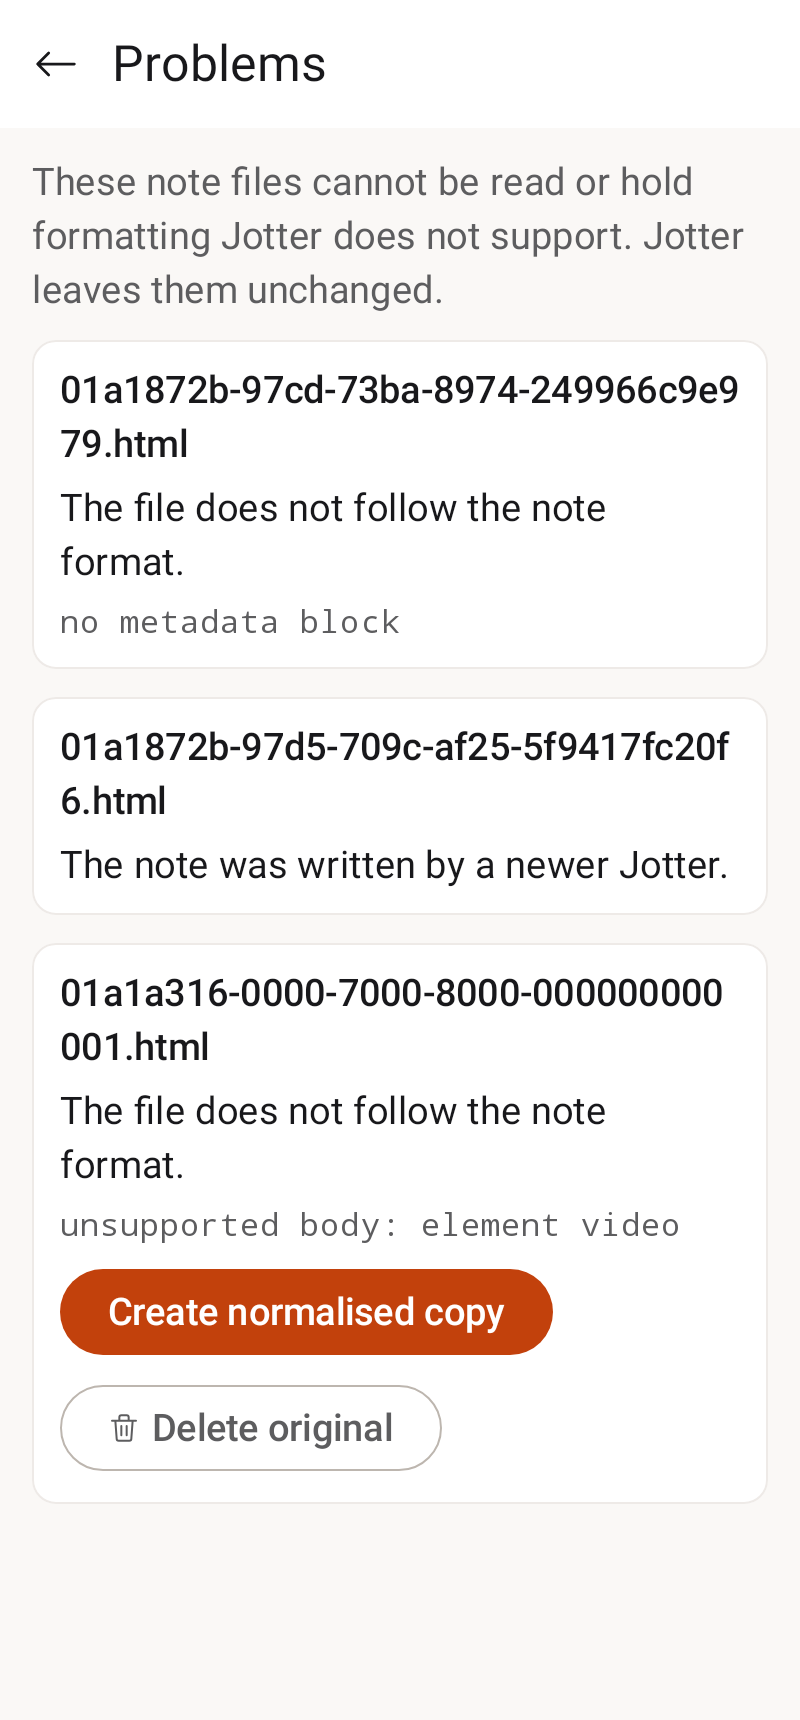 Problems
These note files cannot be read or hold
formatting Jotter does not support. Jotter
leaves them unchanged.
01a1872b-97cd-73ba-8974-249966c9e9
79.html
The file does not follow the note
format.
no metadata block
01a1872b-97d5-709c-af25-5f9417fc20f
6.html
The note was written by a newer Jotter.
01a1a316-0000-7000-8000-000000000
001.html
The file does not follow the note
format.
unsupported body: element video
Create normalised copy
Delete original